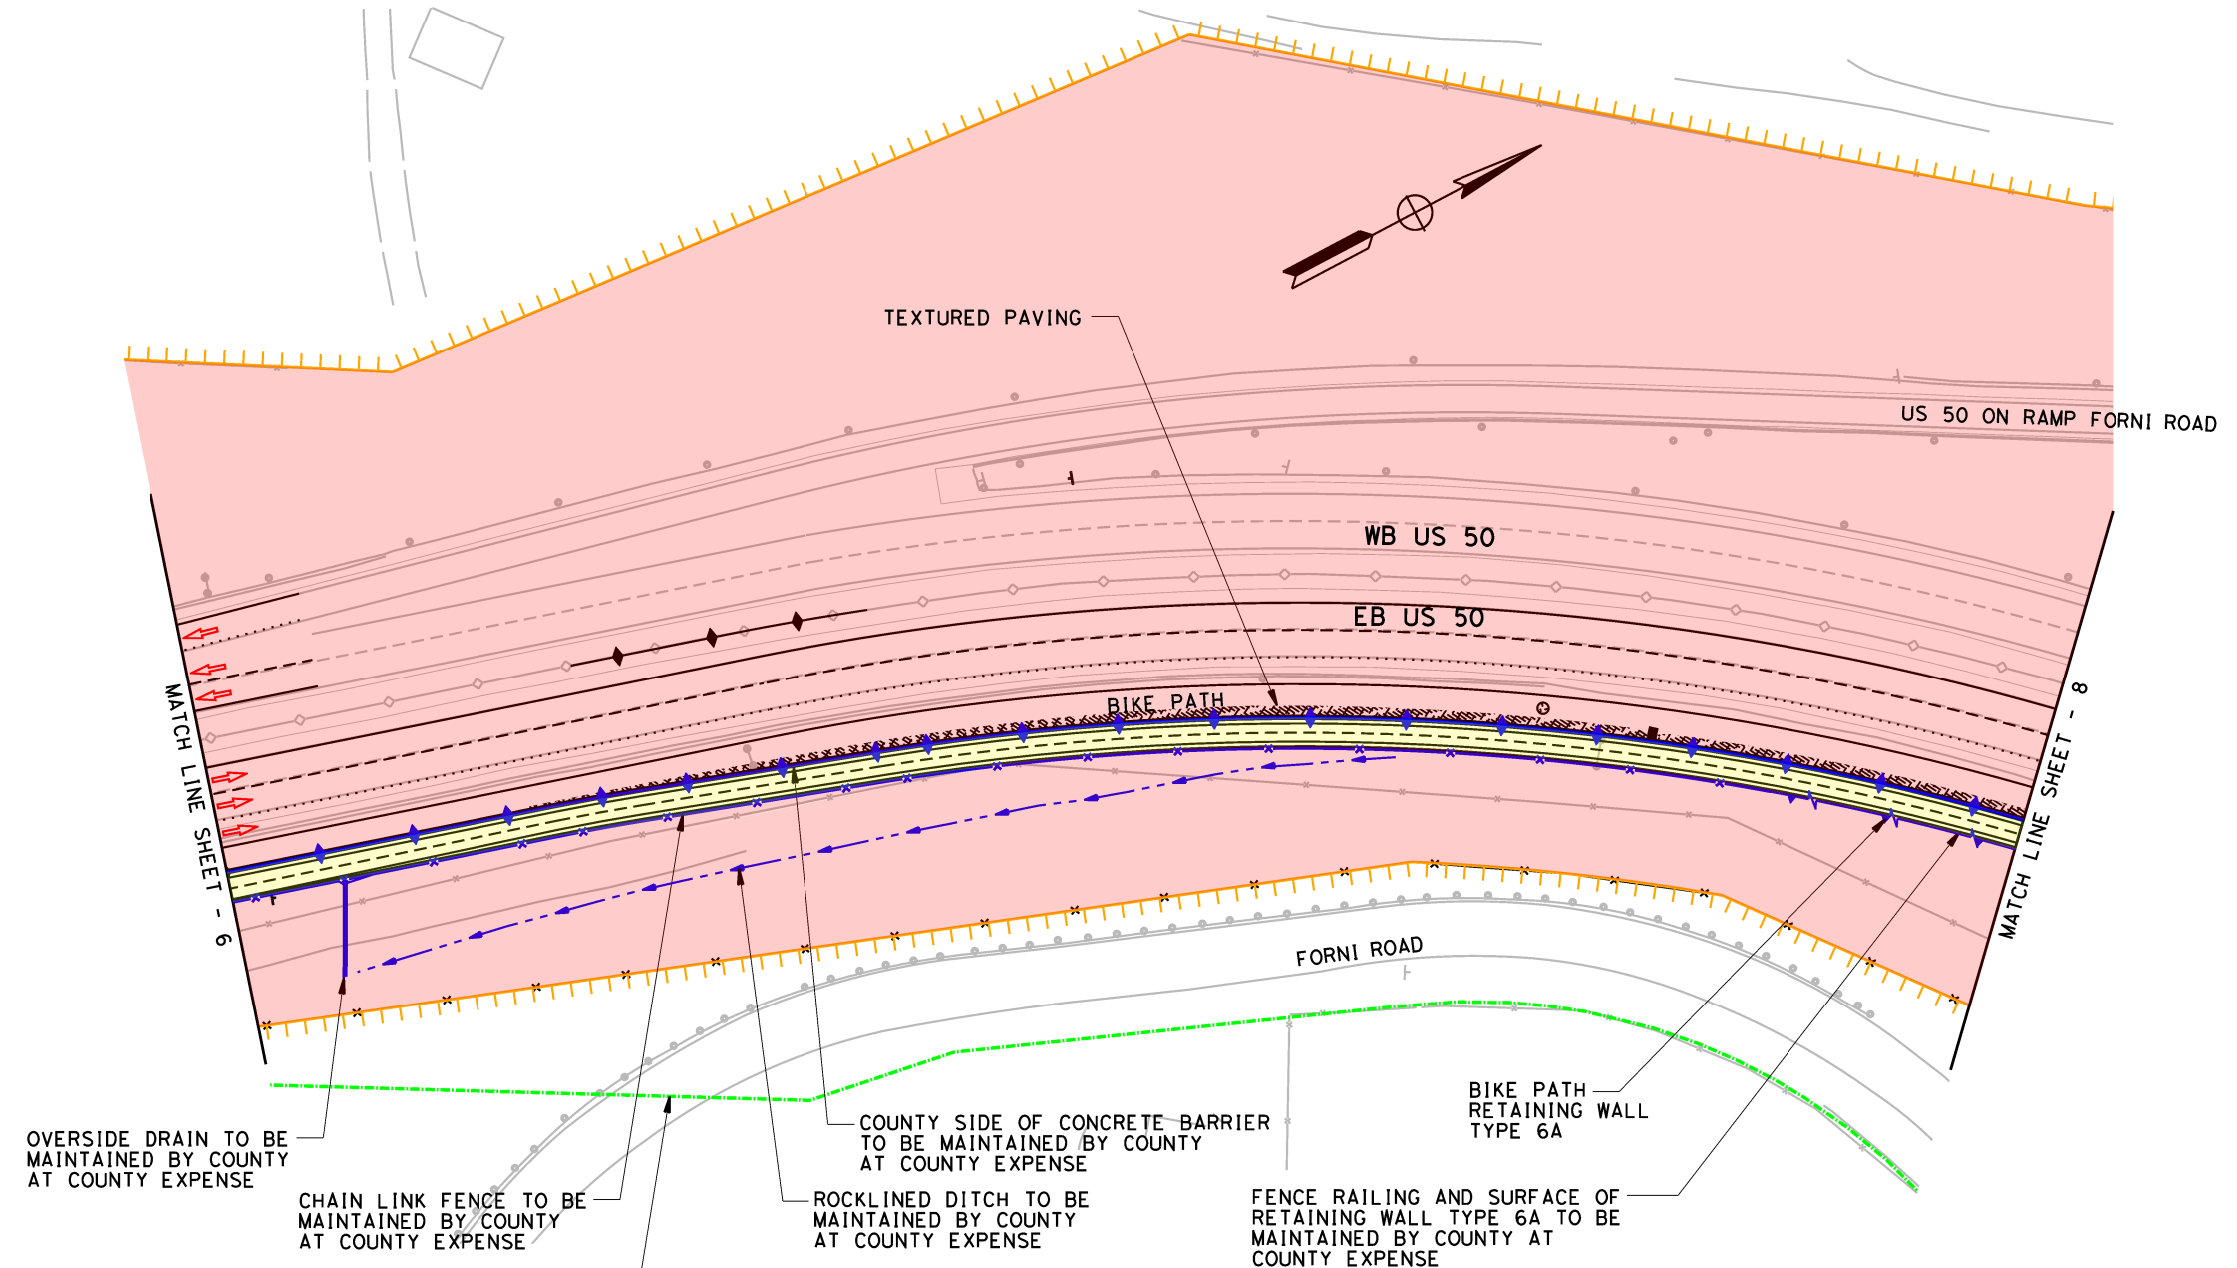 TEXTURED PAVING
US 50 ON RAMP FORNI ROAD
WB US 50
EB US 50
BIKE PATH
MATCH LINE SHEET - 6
MATCH LINE SHEET - 8
FORNI ROAD
OVERSIDE DRAIN TO BE
MAINTAINED BY COUNTY
AT COUNTY EXPENSE
CHAIN LINK FENCE TO BE
MAINTAINED BY COUNTY
AT COUNTY EXPENSE
COUNTY SIDE OF CONCRETE BARRIER
TO BE MAINTAINED BY COUNTY
AT COUNTY EXPENSE
ROCKLINED DITCH TO BE
MAINTAINED BY COUNTY
AT COUNTY EXPENSE
BIKE PATH
RETAINING WALL
TYPE 6A
FENCE RAILING AND SURFACE OF
RETAINING WALL TYPE 6A TO BE
MAINTAINED BY COUNTY AT
COUNTY EXPENSE